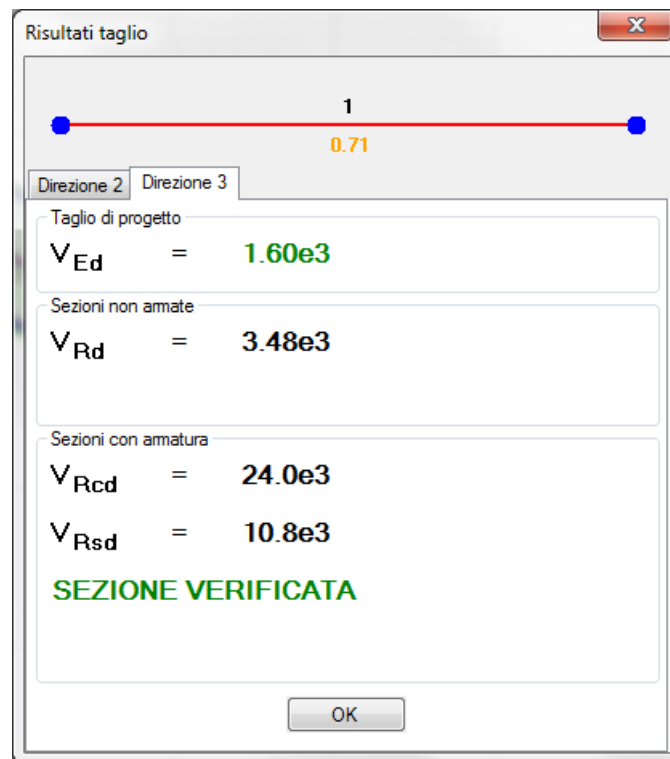 Risultati taglio
1
0.71
Direzione 2 Direzione 3
Taglio di progetto
VEd = 1.60e3
Sezioni non armate
VRd = 3.48e3
Sezioni con armatura
VRcd = 24.0e3
VRsd = 10.8e3
SEZIONE VERIFICATA
OK